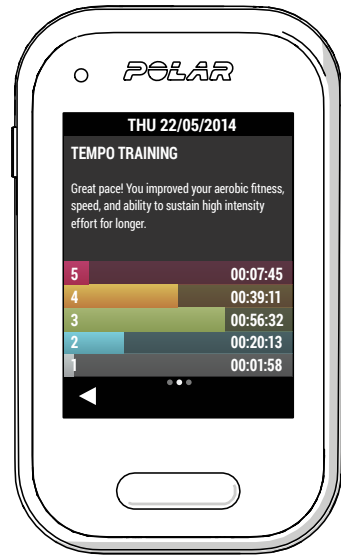 POLAR
THU 22/05/2014
TEMPO TRAINING
Great pace! You improved your aerobic fitness,
speed, and ability to sustain high intensity
effort for longer.
5 00:07:45
4 00:39:11
3 00:56:32
2 00:20:13
1 00:01:58